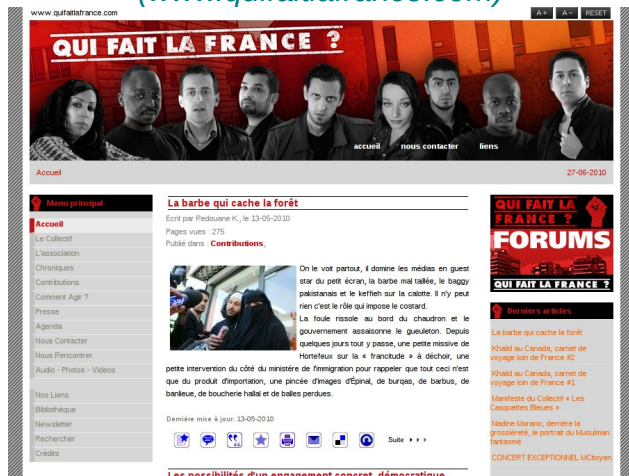 (www.quifaitlafrance.com)
www.quifaitlafrance.com
A+ A- RESET
QUI FAIT LA FRANCE ?
accueil nous contacter liens
Accueil
27-06-2010
Menu principal
Accueil
Le Collectif
L'association
Chroniques
Contributions
Comment Agir ?
Presse
Agenda
Nous Contacter
Nous Rencontrer
Audio - Photos - Videos
Nos Liens
Bibliothèque
Newsletter
Rechercher
Crédits
La barbe qui cache la forêt
Ecrit par Redouane K., le 13-05-2010
Pages vues : 275
Publié dans : Contributions,
On le voit partout, il domine les médias en guest
star du petit écran, la barbe mal taillée, le baggy
pakistanais et le keffieh sur la calotte. Il n'y peut
rien c'est le rôle qui impose le costard.
La foule rissole au bord du chaudron et le
gouvernement assaisonne le gueuleton. Depuis
quelques jours tout y passe, une petite missive de
Hortefeux sur la « francitude » à déchoir, une
petite intervention du côté du ministère de l'immigration pour rappeler que tout ceci n'est
que du produit d'importation, une pincée d'images d'Épinal, de burqas, de barbus, de
banlieue, de boucherie hallal et de balles perdues.
Dernière mise à jour: 13-05-2010
Suite
Les possibilités d'un engagement concret, démocratique
QUI FAIT LA
FRANCE ?
FORUMS
QUI FAIT LA FRANCE ?
Derniers articles
La barbe qui cache la forêt
Khalid au Canada, carnet de
voyage loin de France #2
Khalid au Canada, carnet de
voyage loin de France #1
Manifeste du Collectif « Les
Casquettes Bleues »
Nadine Morano, derrière la
grossièreté, le portrait du Musulman
fantasmé
CONCERT EXCEPTIONNEL MCitoyen